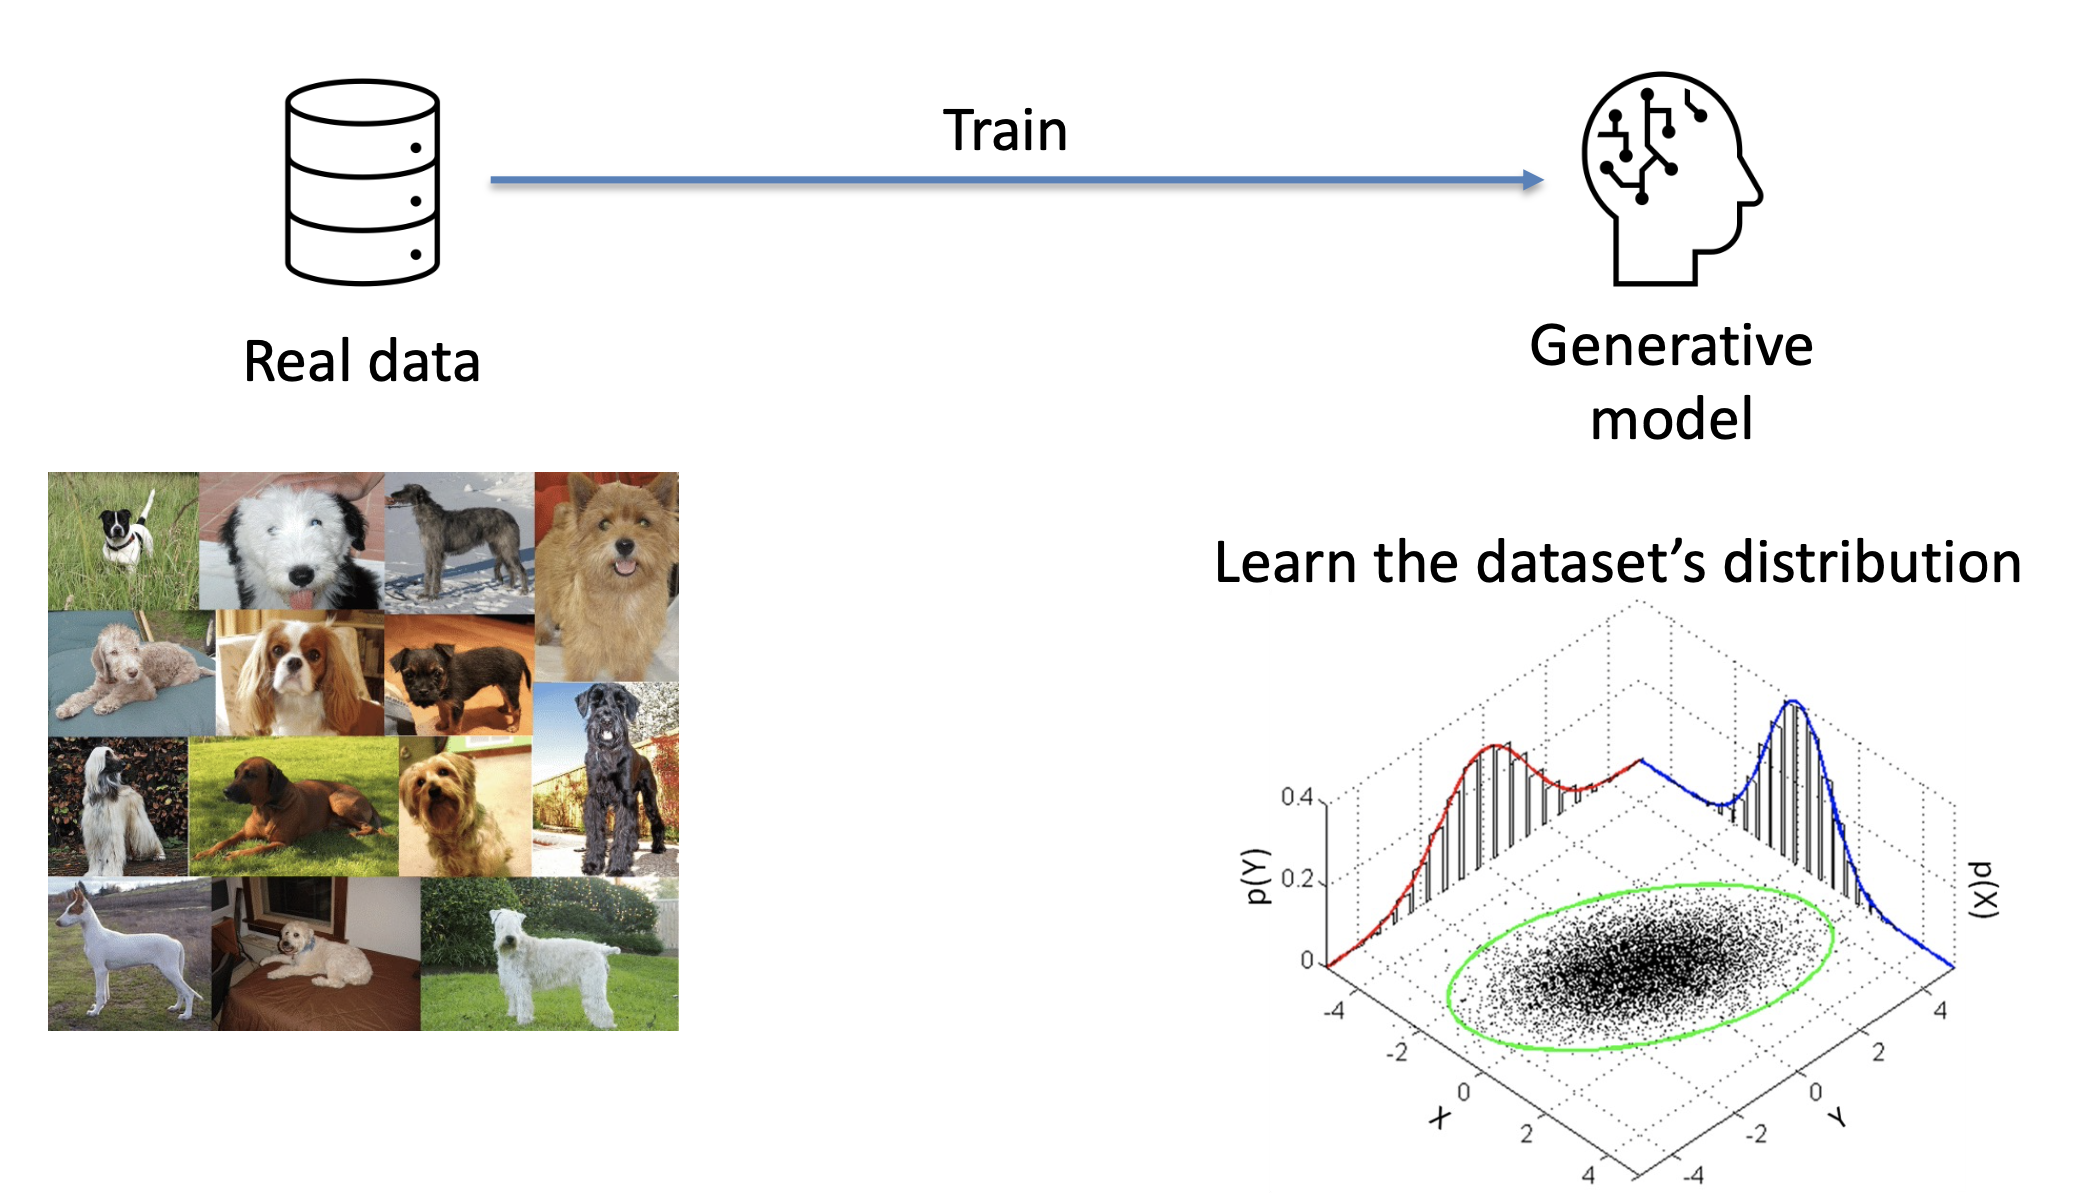 Train
Real data
Generative
model
Learn the dataset’s distribution
0.4
0.2
0
p(Y)
p(X)
-4
-2
0
2
4
X
4
2
0
-2
-4
Y